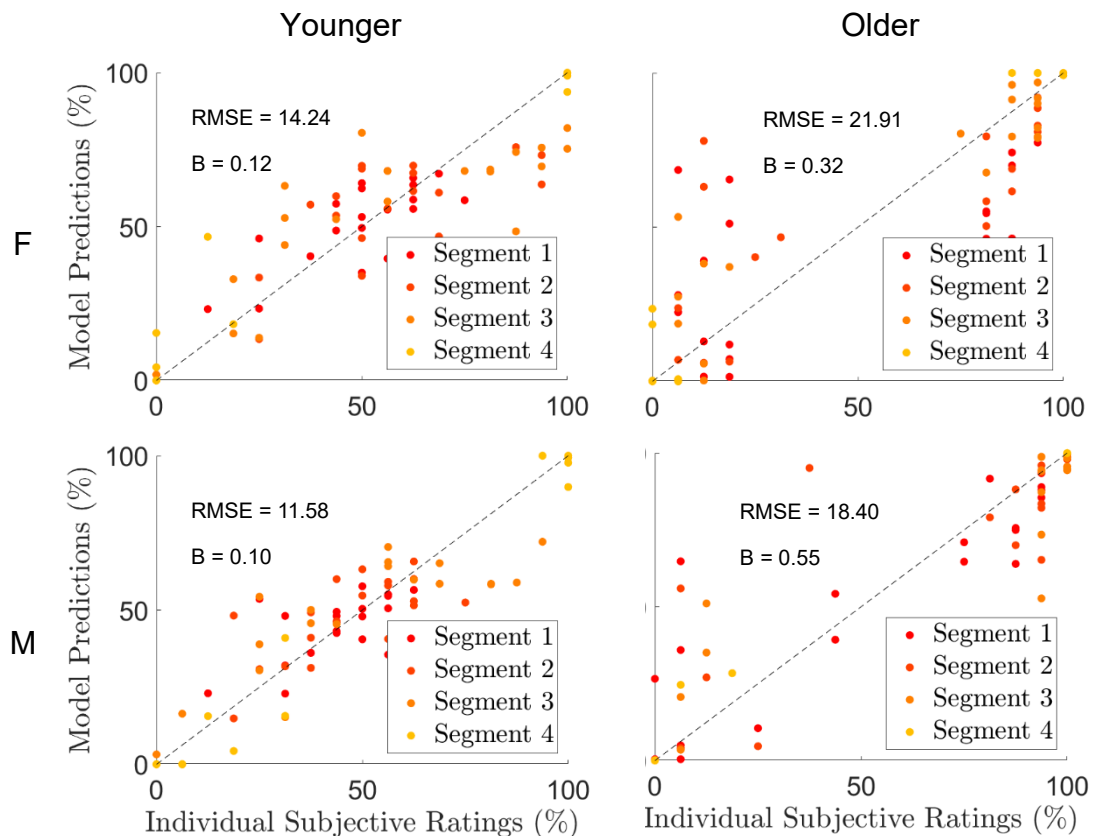 Younger
Older
F
M
Model Predictions (%)
100
50
0
RMSE = 14.24
B = 0.12
Segment 1
Segment 2
Segment 3
Segment 4
0
50
100
RMSE = 21.91
B = 0.32
Segment 1
Segment 2
Segment 3
Segment 4
0
50
100
Model Predictions (%)
100
50
0
RMSE = 11.58
B = 0.10
Segment 1
Segment 2
Segment 3
Segment 4
0
50
100
Individual Subjective Ratings (%)
RMSE = 18.40
B = 0.55
Segment 1
Segment 2
Segment 3
Segment 4
0
50
100
Individual Subjective Ratings (%)